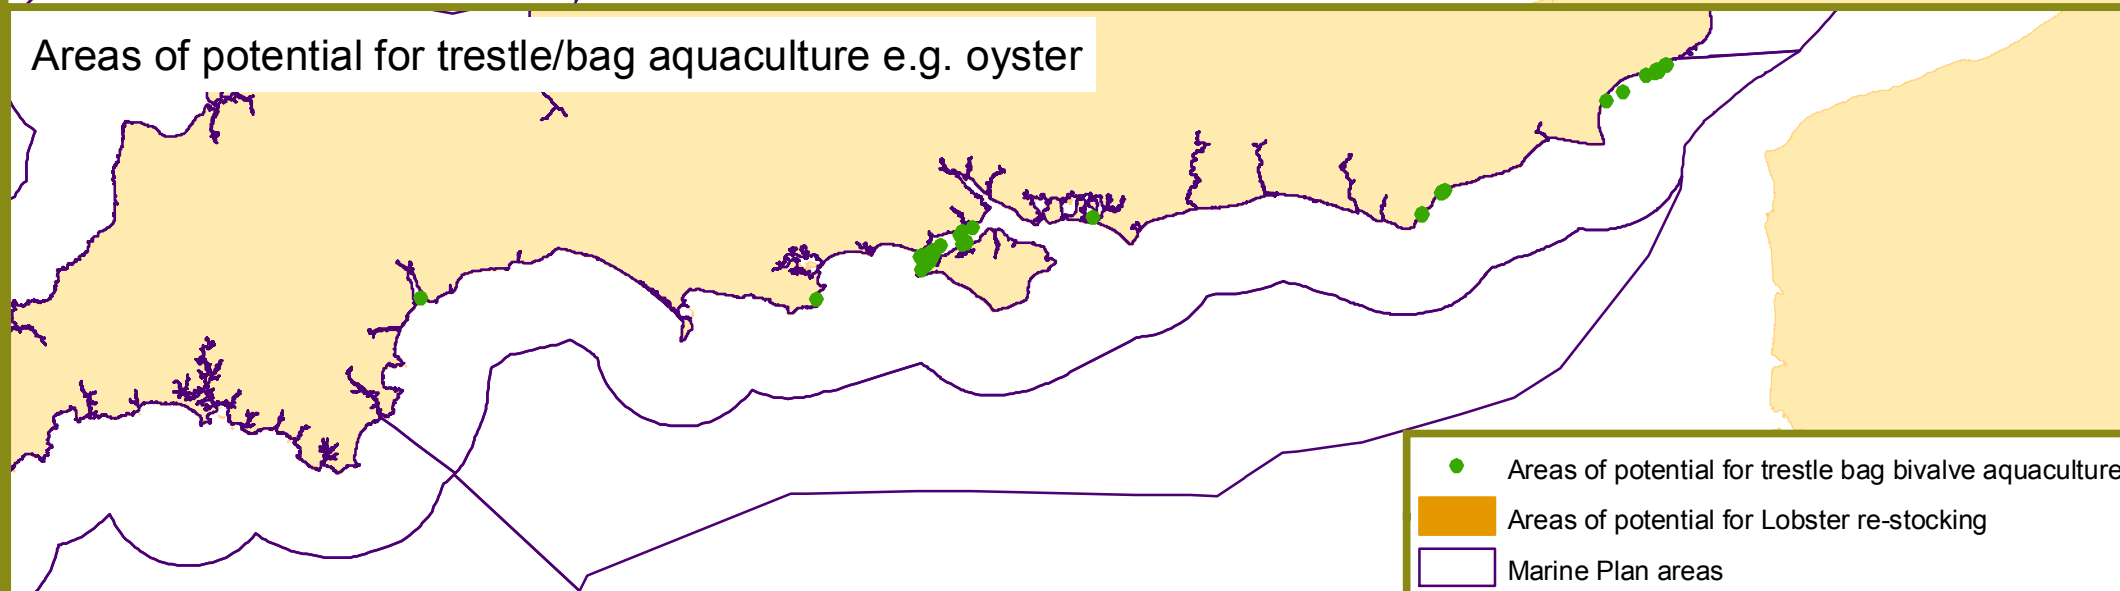 Areas of potential for trestle/bag aquaculture e.g. oyster
Areas of potential for trestle bag bivalve aquaculture
Areas of potential for Lobster re-stocking
Marine Plan areas